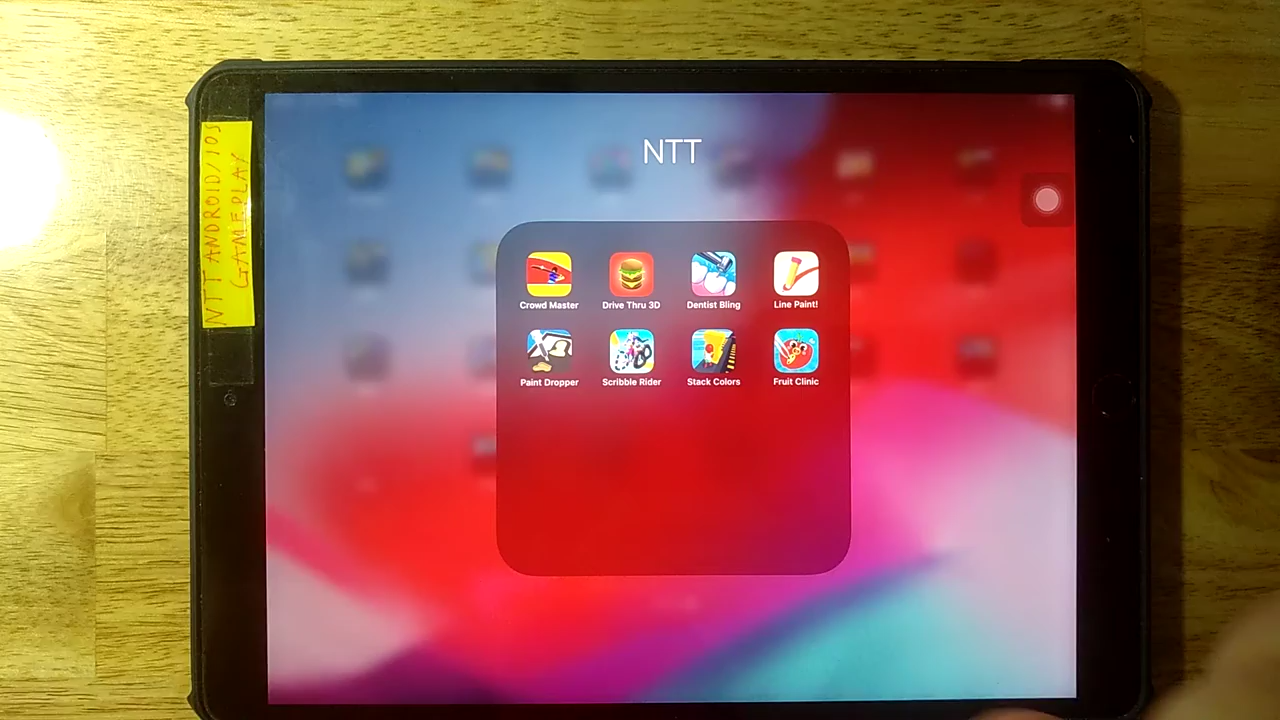 NTT ANDROID/IOS
GAMEPLAY
NTT
Crowd Master
Drive Thru 3D
Dentist Bling
Line Paint!
Paint Dropper
Scribble Rider
Stack Colors
Fruit Clinic